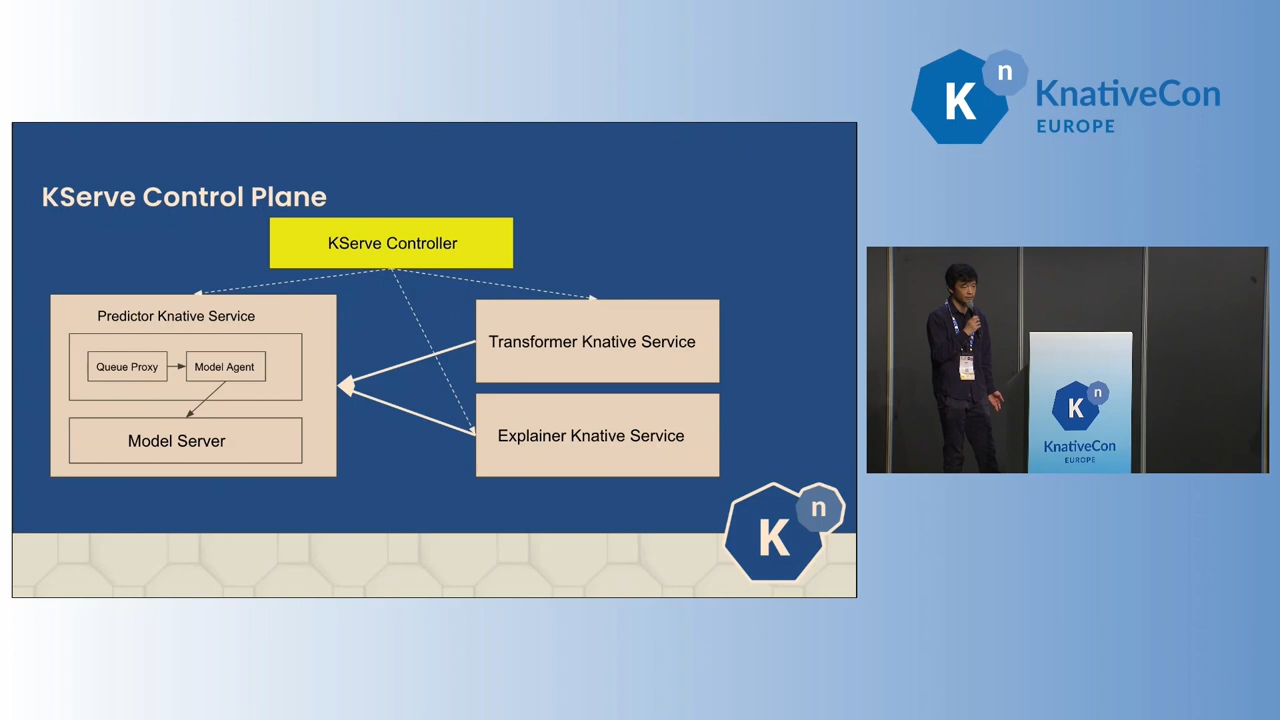 KServe Control Plane
KServe Controller
Predictor Knative Service
Queue Proxy
Model Agent
Model Server
Transformer Knative Service
Explainer Knative Service
K
n
K
n
KnativeCon
EUROPE
K
n
KnativeCon
EUROPE